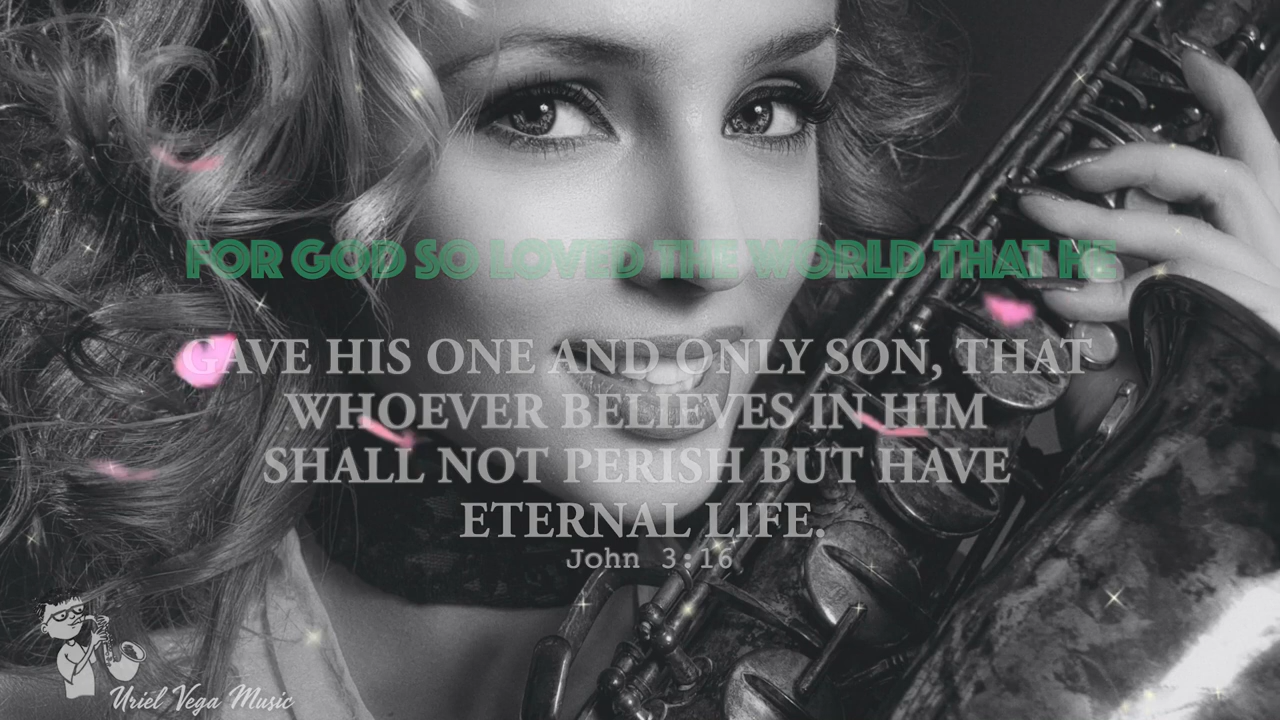 FOR GOD SO LOVED THE WORLD THAT HE
GAVE HIS ONE AND ONLY SON, THAT
WHOEVER BELIEVES IN HIM
SHALL NOT PERISH BUT HAVE
ETERNAL LIFE.
John 3:16
Uriel Vega Music